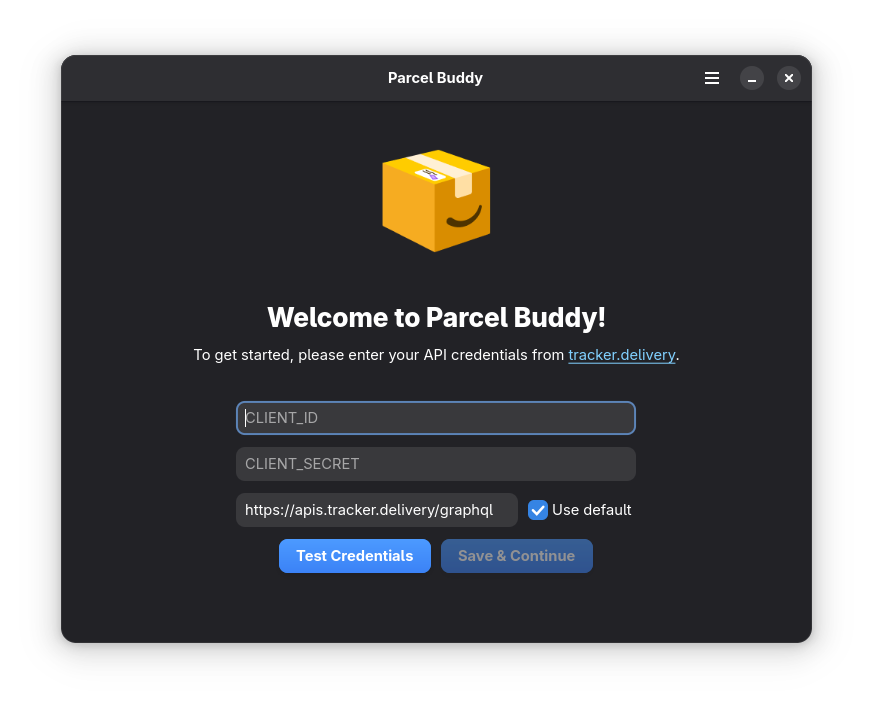 Parcel Buddy
Welcome to Parcel Buddy!
To get started, please enter your API credentials from tracker.delivery.
CLIENT_ID
CLIENT_SECRET
https://apis.tracker.delivery/graphql Use default
Test Credentials Save & Continue